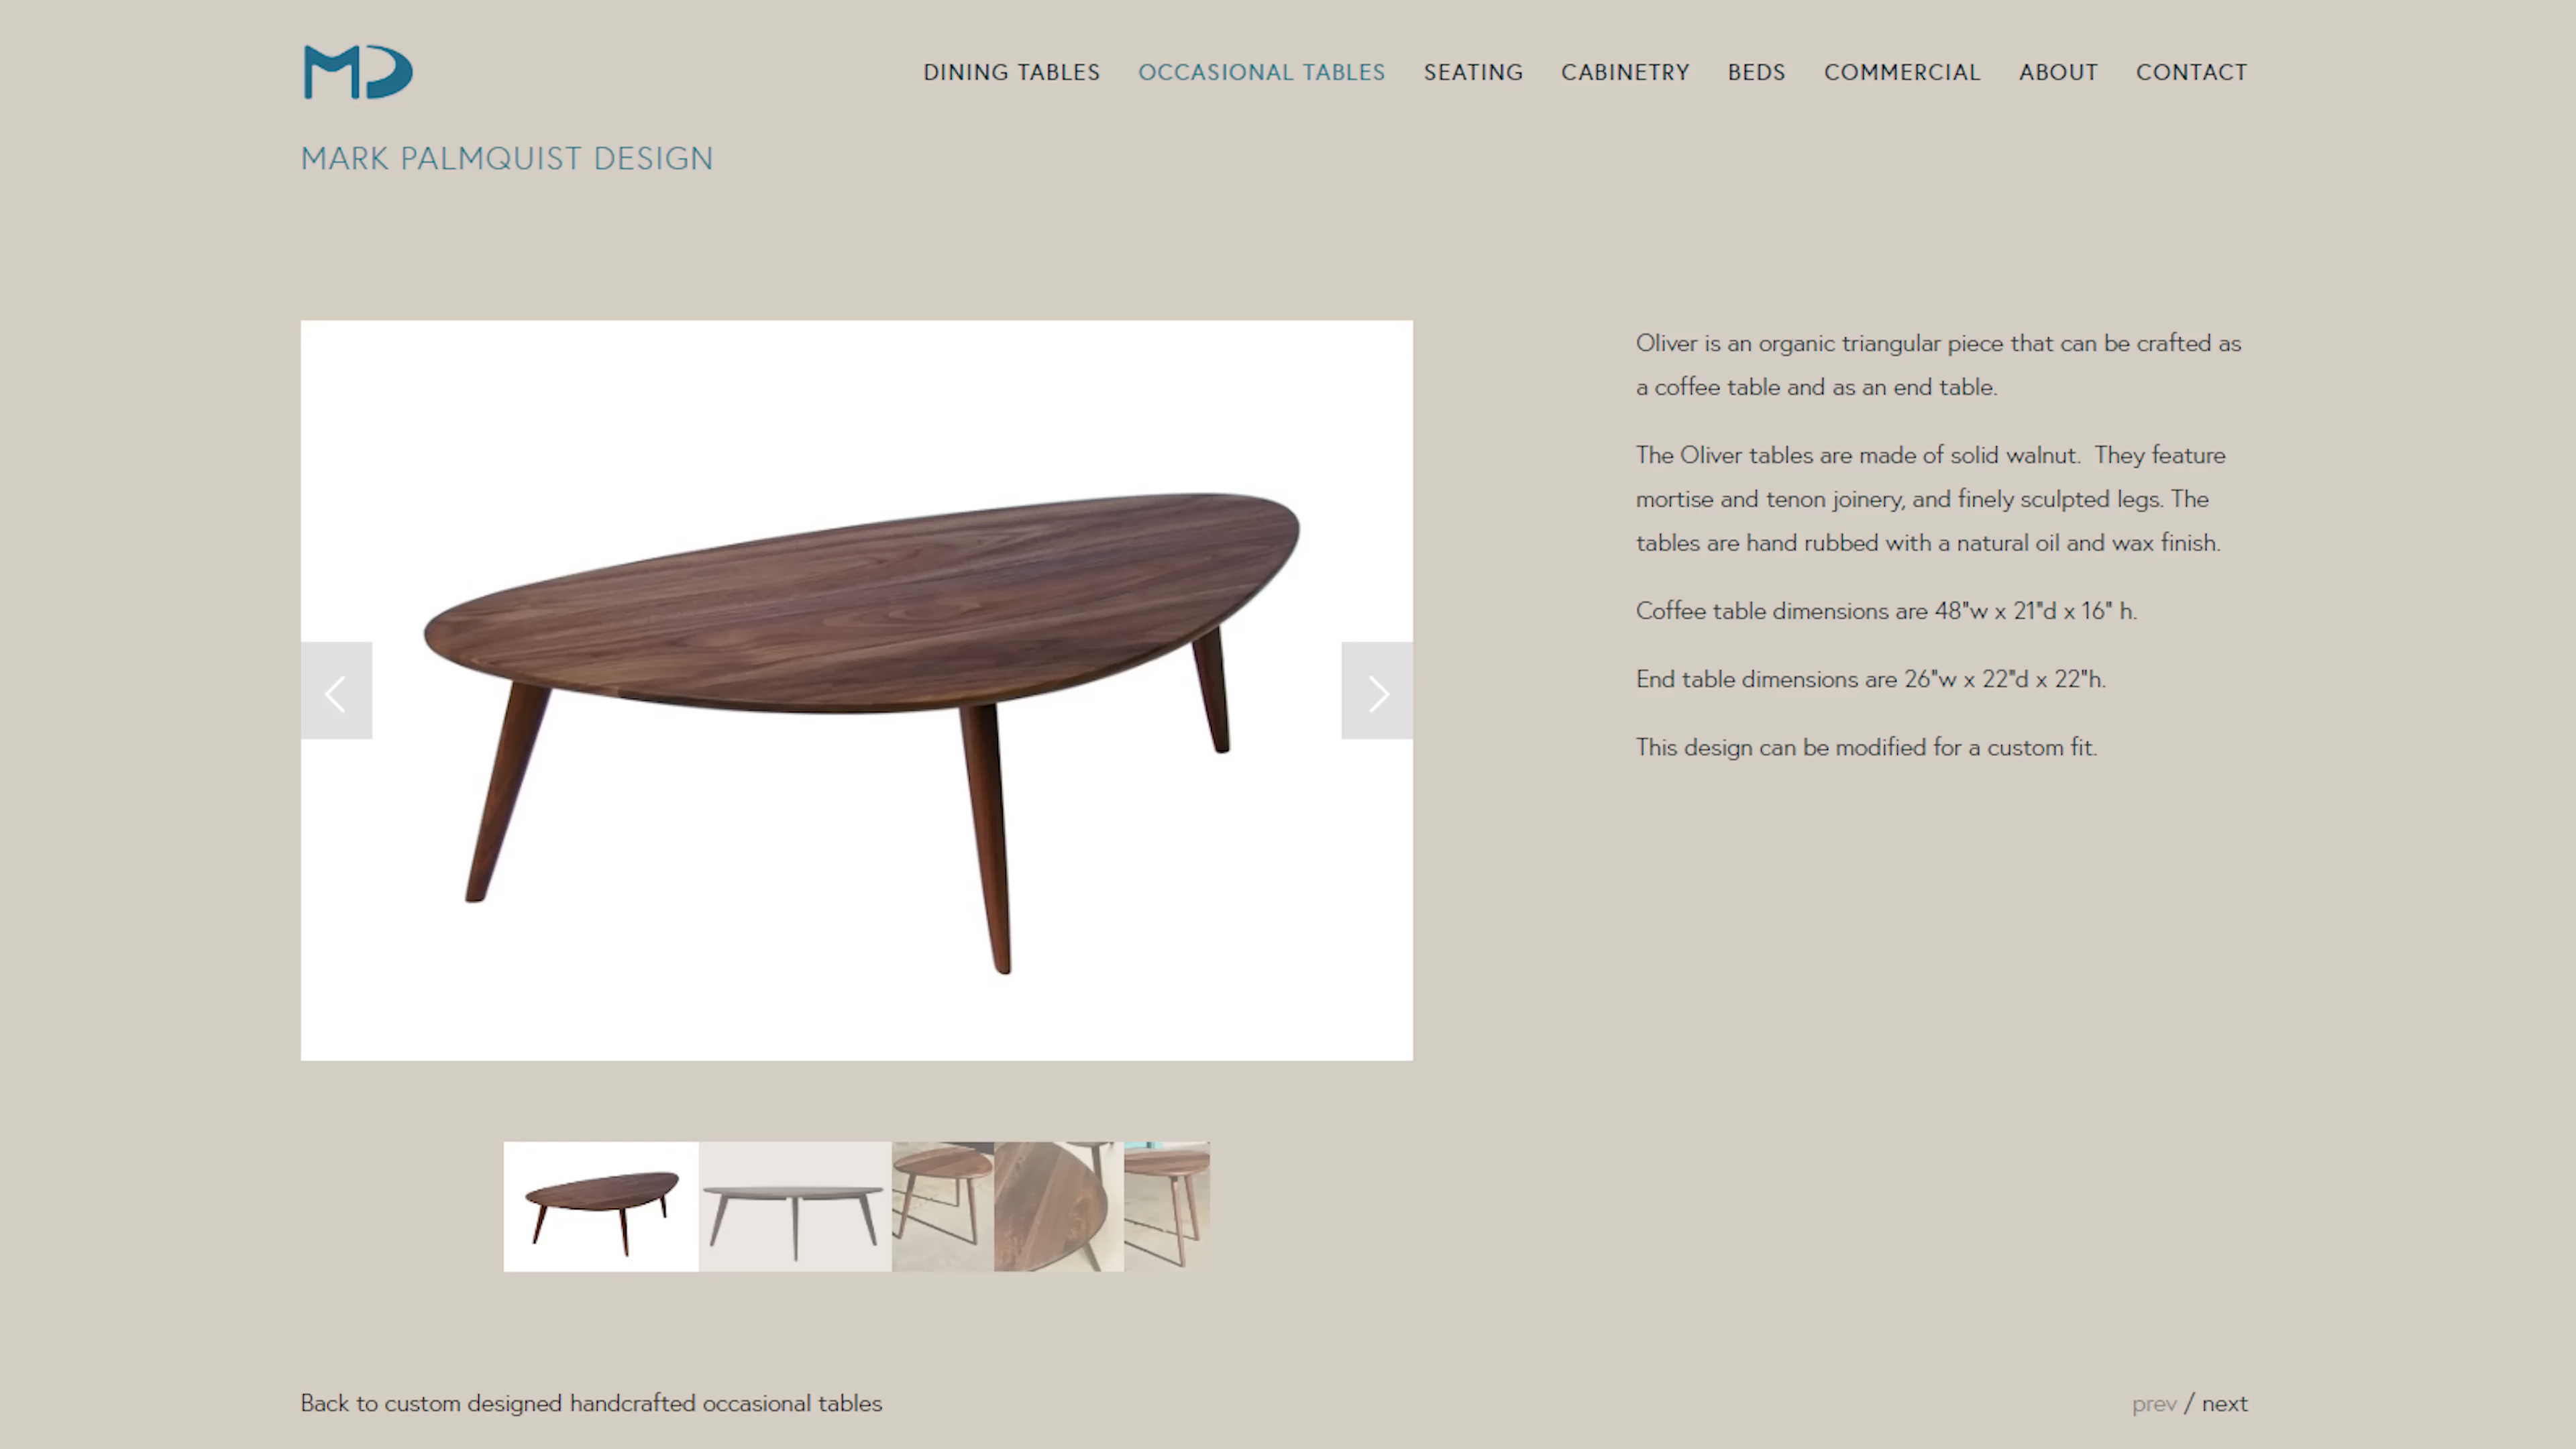 MD
DINING TABLES OCCASIONAL TABLES SEATING CABINETRY BEDS COMMERCIAL ABOUT CONTACT
MARK PALMQUIST DESIGN
Oliver is an organic triangular piece that can be crafted as
a coffee table and as an end table.
The Oliver tables are made of solid walnut.  They feature
mortise and tenon joinery, and finely sculpted legs. The
tables are hand rubbed with a natural oil and wax finish.
Coffee table dimensions are 48"w x 21"d x 16" h.
End table dimensions are 26"w x 22"d x 22"h.
This design can be modified for a custom fit.
Back to custom designed handcrafted occasional tables
prev / next